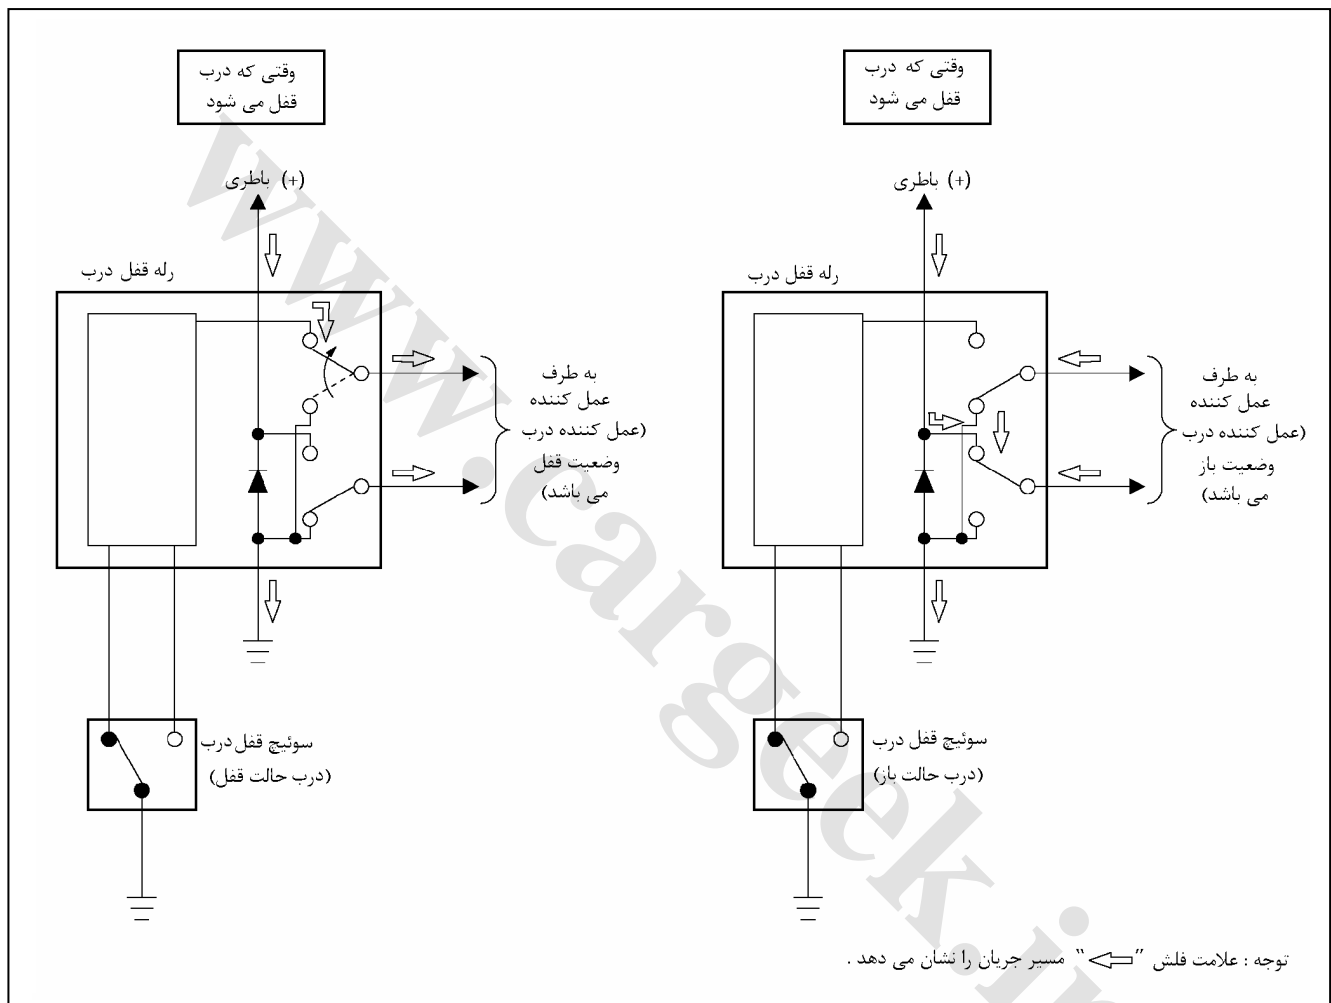 وقتی که درب
قفل می شود
(+) باطری
رله قفل درب
به طرف
عمل کننده
(عمل کننده درب
وضعیت باز
می باشد)
سوئیچ قفل درب
(درب حالت باز)
وقتی که درب
قفل می شود
(+) باطری
رله قفل درب
به طرف
عمل کننده
(عمل کننده درب
وضعیت قفل
می باشد)
سوئیچ قفل درب
(درب حالت قفل)
توجه : علامت فلش ” “ مسیر جریان را نشان می دهد .
www.cargeek.ir